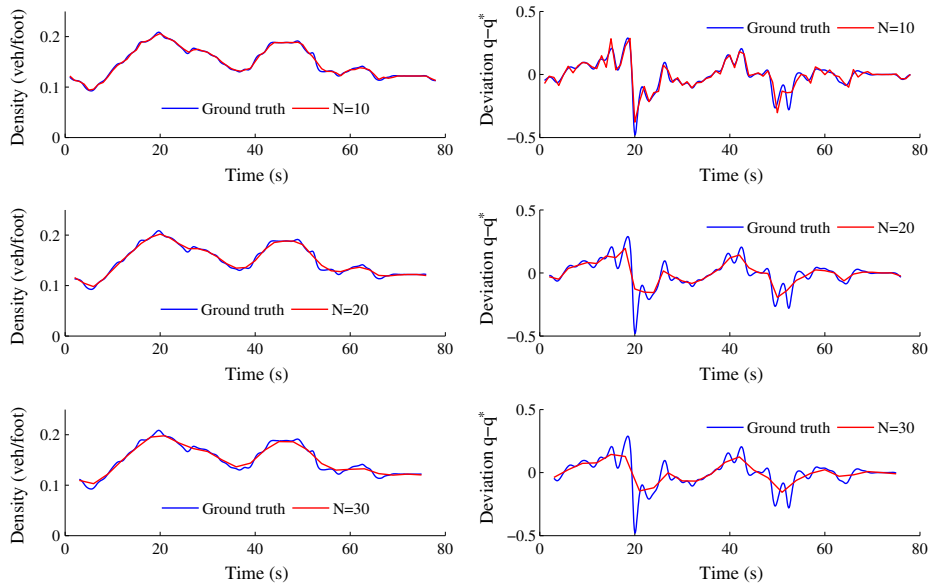 Density (veh/foot)
0.2
0.1
0
Ground truth N=10
0 20 40 60 80
Time (s)
Deviation q−q*
0.5
0
−0.5
Ground truth N=10
0 20 40 60 80
Time (s)
Density (veh/foot)
0.2
0.1
0
Ground truth N=20
0 20 40 60 80
Time (s)
Deviation q−q*
0.5
0
−0.5
Ground truth N=20
0 20 40 60 80
Time (s)
Density (veh/foot)
0.2
0.1
0
Ground truth N=30
0 20 40 60 80
Time (s)
Deviation q−q*
0.5
0
−0.5
Ground truth N=30
0 20 40 60 80
Time (s)